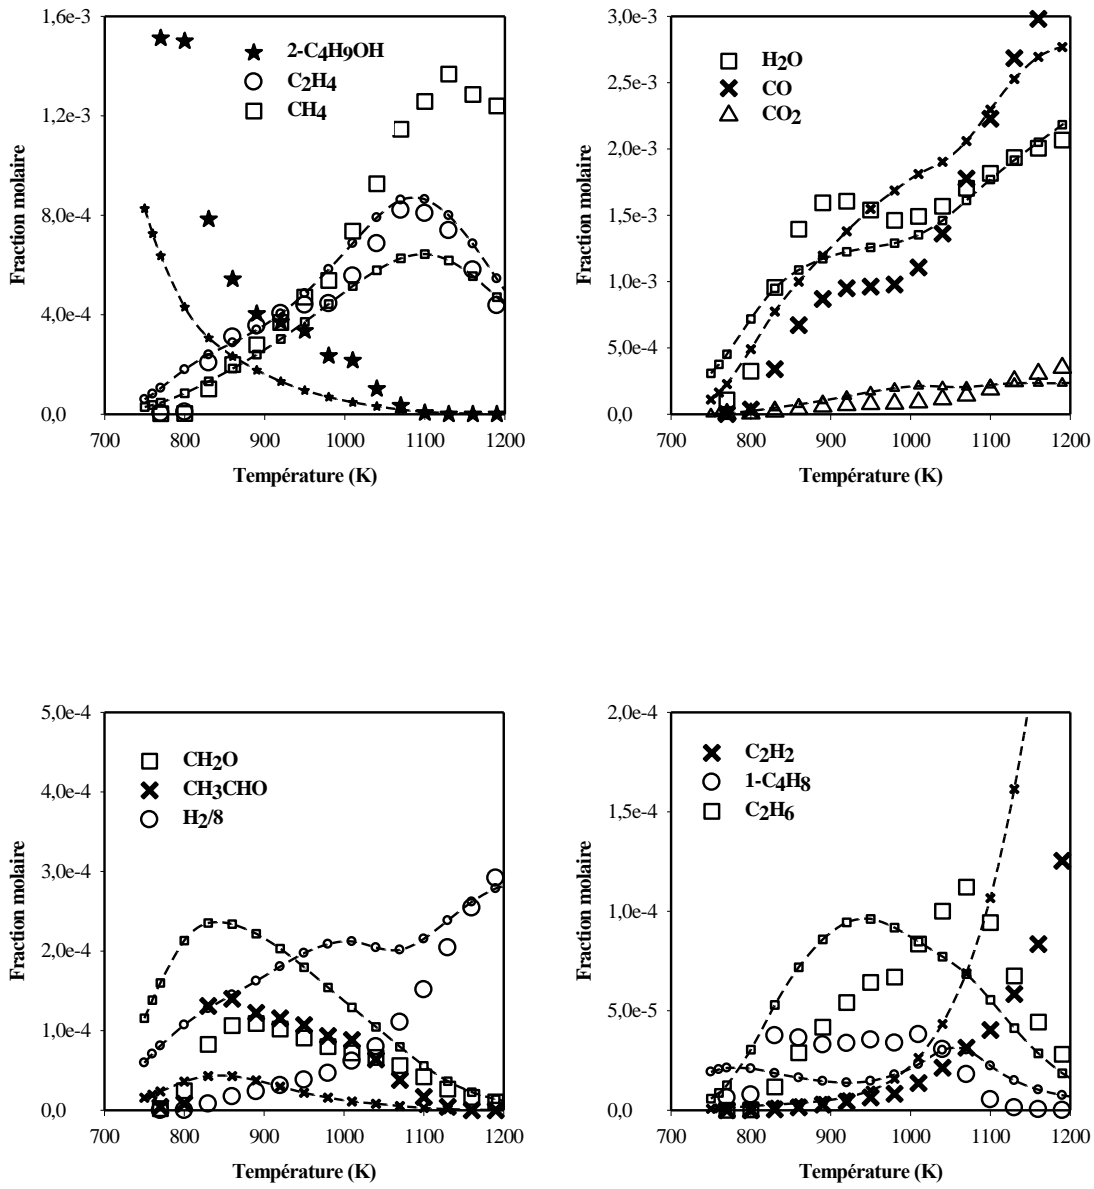 1,6e-3
1,2e-3
8,0e-4
4,0e-4
0,0
Fraction molaire
2-C4H9OH
C2H4
CH4
700 800 900 1000 1100 1200
Température (K)
3,0e-3
2,5e-3
2,0e-3
1,5e-3
1,0e-3
5,0e-4
0,0
Fraction molaire
H2O
CO
CO2
700 800 900 1000 1100 1200
Température (K)
5,0e-4
4,0e-4
3,0e-4
2,0e-4
1,0e-4
0,0
Fraction molaire
CH2O
CH3CHO
H2/8
700 800 900 1000 1100 1200
Température (K)
2,0e-4
1,5e-4
1,0e-4
5,0e-5
0,0
Fraction molaire
C2H2
1-C4H8
C2H6
700 800 900 1000 1100 1200
Température (K)